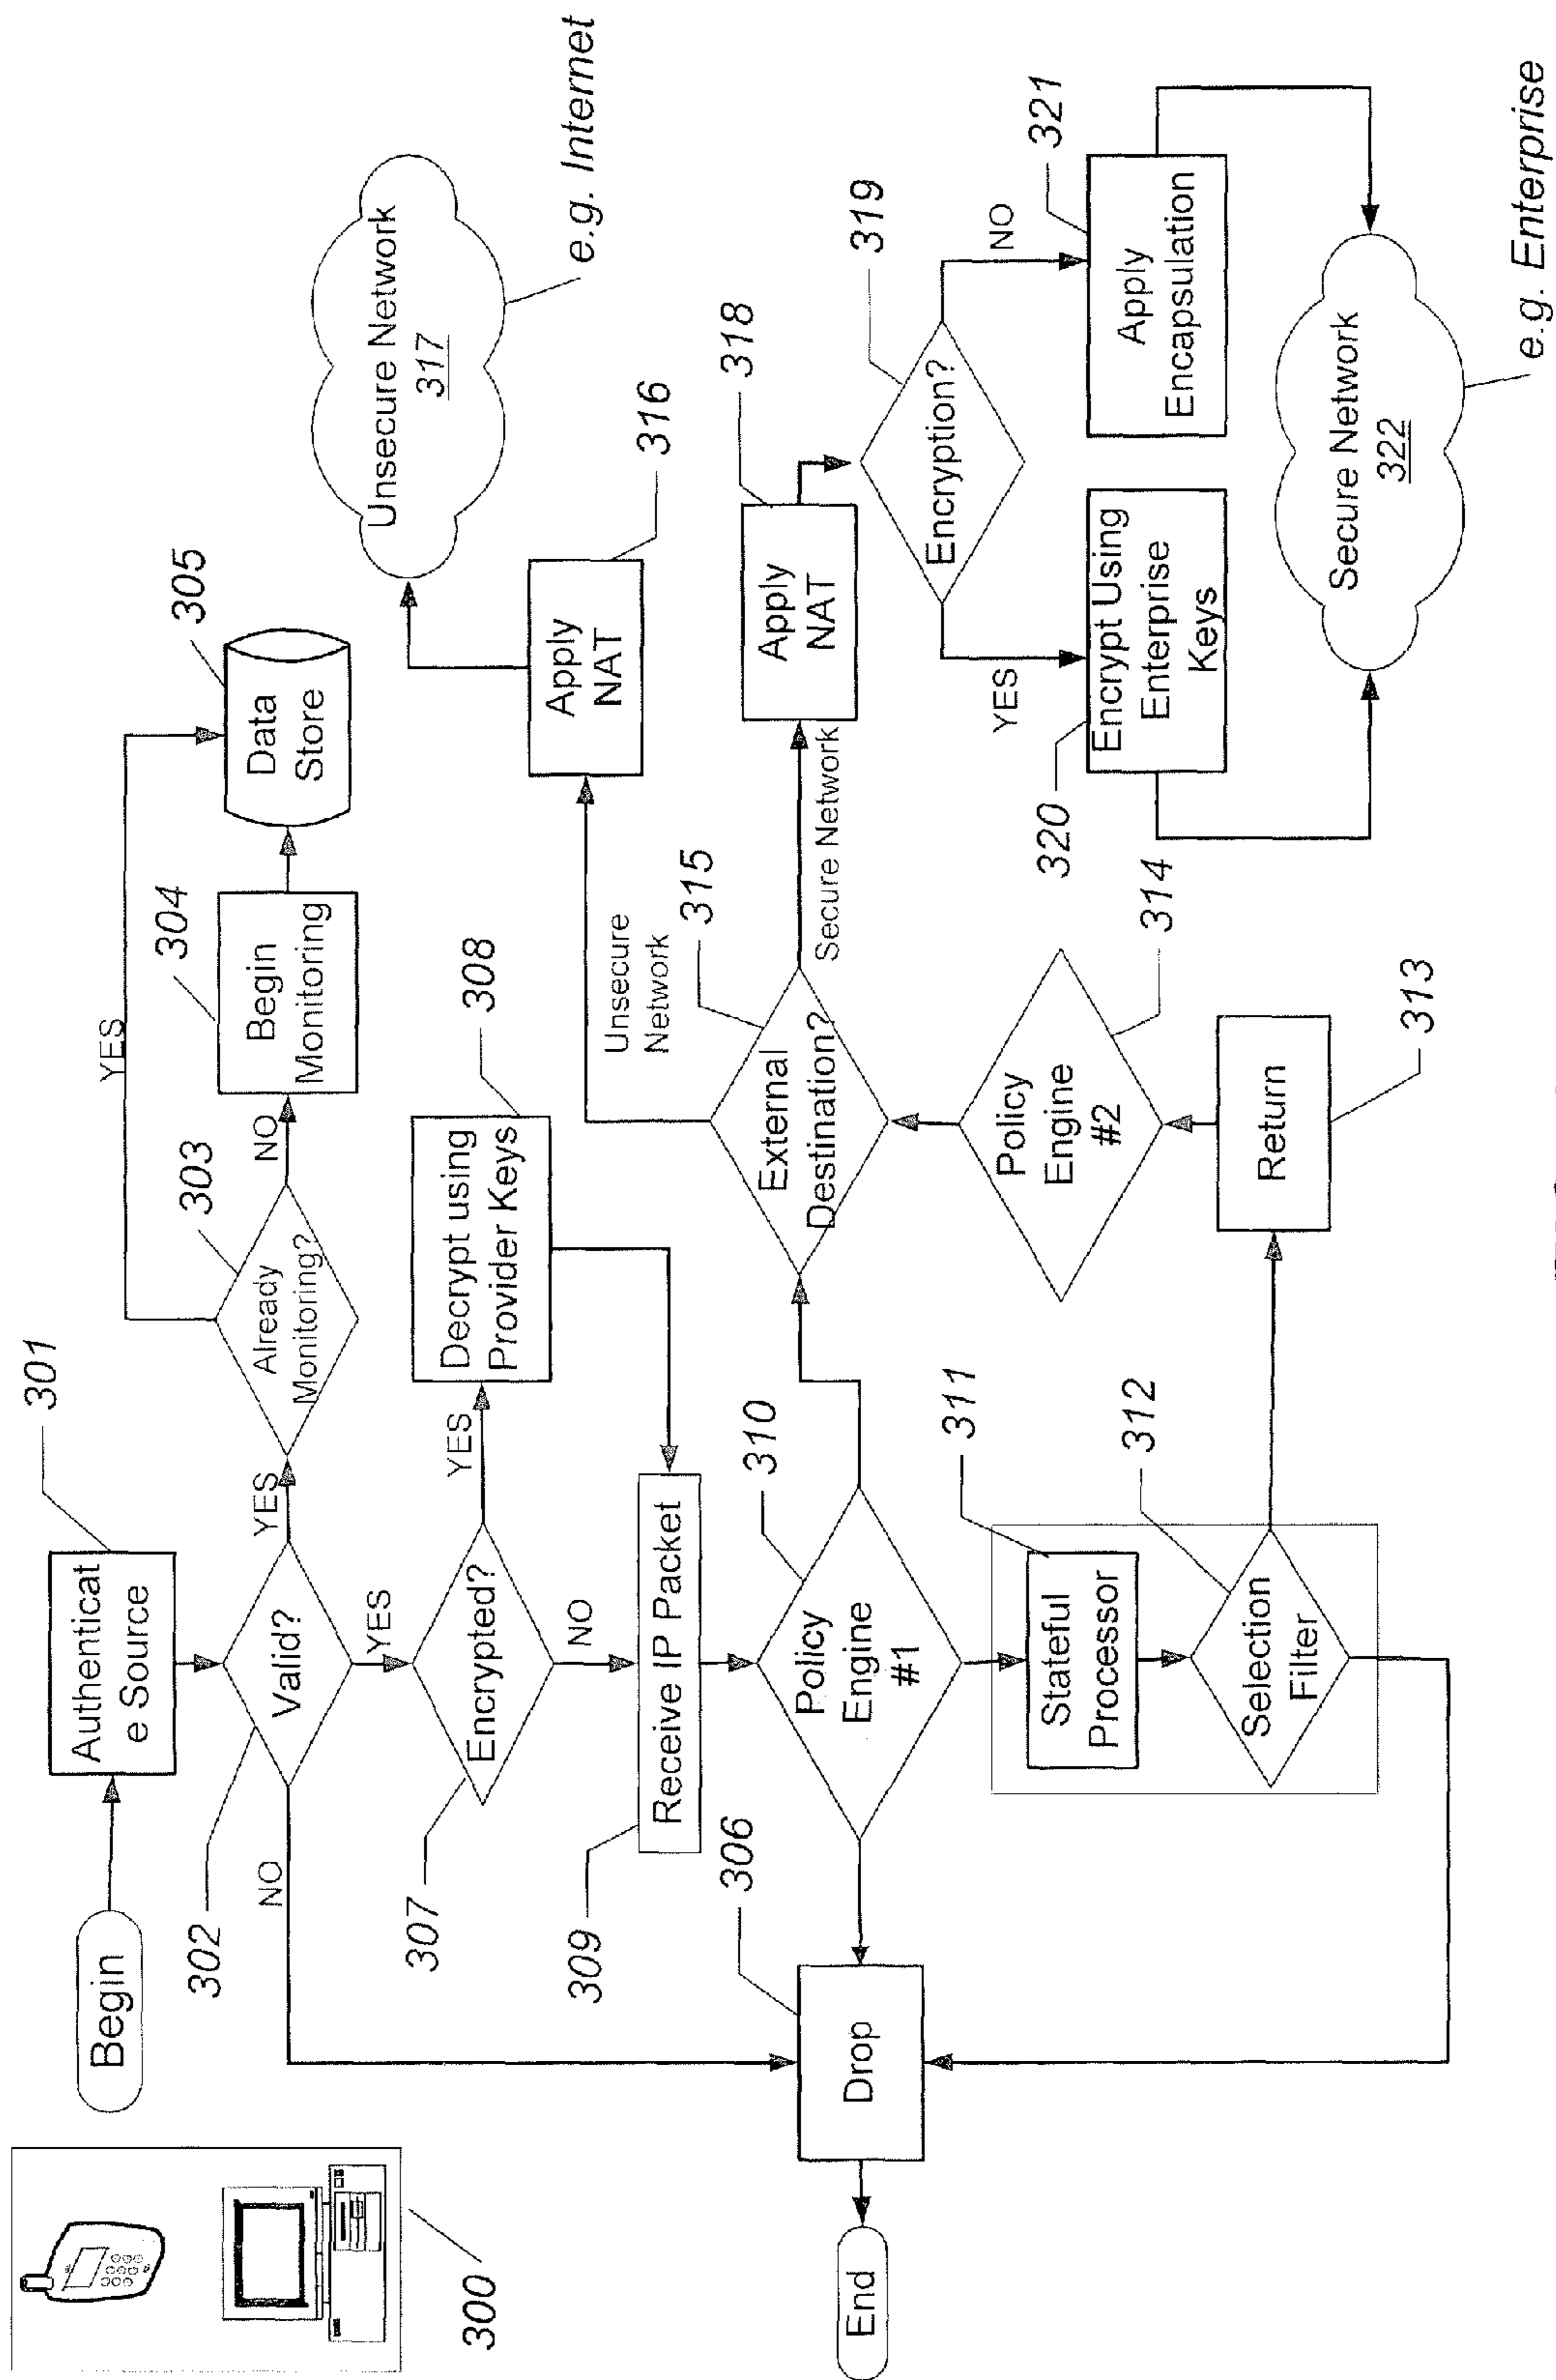 Begin
301
Authenticat
e Source
302
Valid?
YES
303
Already
Monitoring?
YES
NO
304
Begin
Monitoring
305
Data
Store
NO
YES
307
Encrypted?
YES
308
Decrypt using
Provider Keys
NO
309
Receive IP Packet
300
306
Drop
End
310
Policy
Engine
#1
311
Stateful
Processor
312
Selection
Filter
313
Return
314
Policy
Engine
#2
315
External
Destination?
Unsecure
Network
316
Apply
NAT
Unsecure Network
317
e.g. Internet
Secure Network
318
Apply
NAT
319
Encryption?
YES
NO
320
Encrypt Using
Enterprise
Keys
321
Apply
Encapsulation
Secure Network
322
e.g. Enterprise